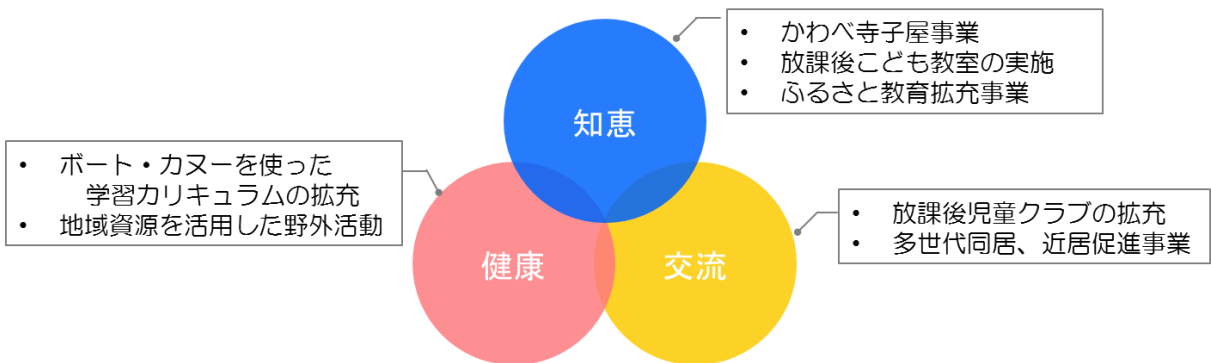 • かわべ寺子屋事業
• 放課後こども教室の実施
• ふるさと教育拡充事業
知恵
• ボート・カヌーを使った
学習カリキュラムの拡充
• 地域資源を活用した野外活動
• 放課後児童クラブの拡充
• 多世代同居、近居促進事業
健康
交流